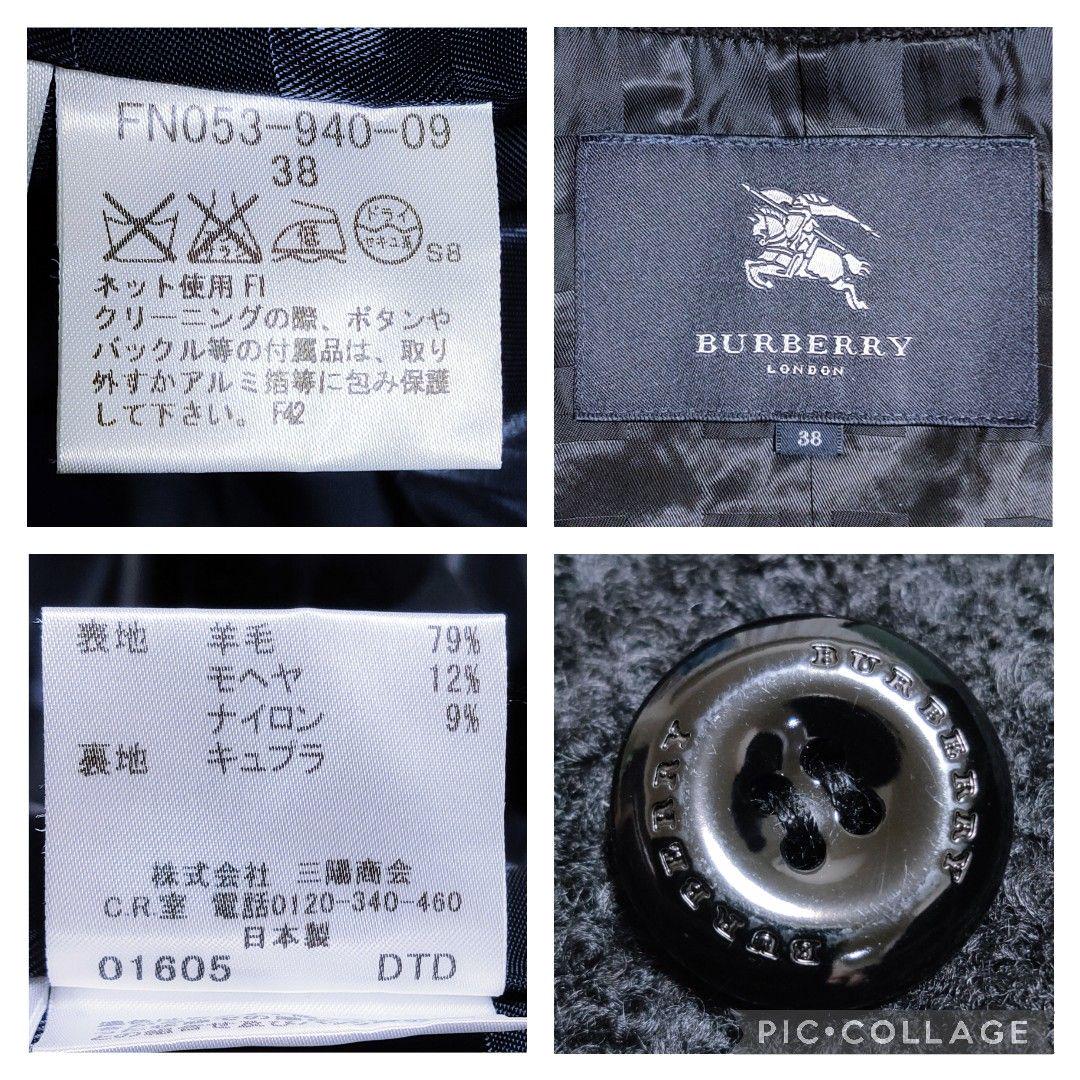 FN053-940-09
38
エンソ
ドライ
セキユ系
S8
ネット使用 FI
クリーニングの際、ボタンや
バックル等の付属品は、取り
外すかアルミ箔等に包み保護
して下さい。 F42
BURBERRY
LONDON
38
表地 羊毛 79%
モヘヤ 12%
ナイロン 9%
裏地 キュプラ
株式会社 三陽商会
C.R.室 電話0120-340-460
日本製
01605 DTD
BURBERRY
BURBERRY
PIC•COLLAGE